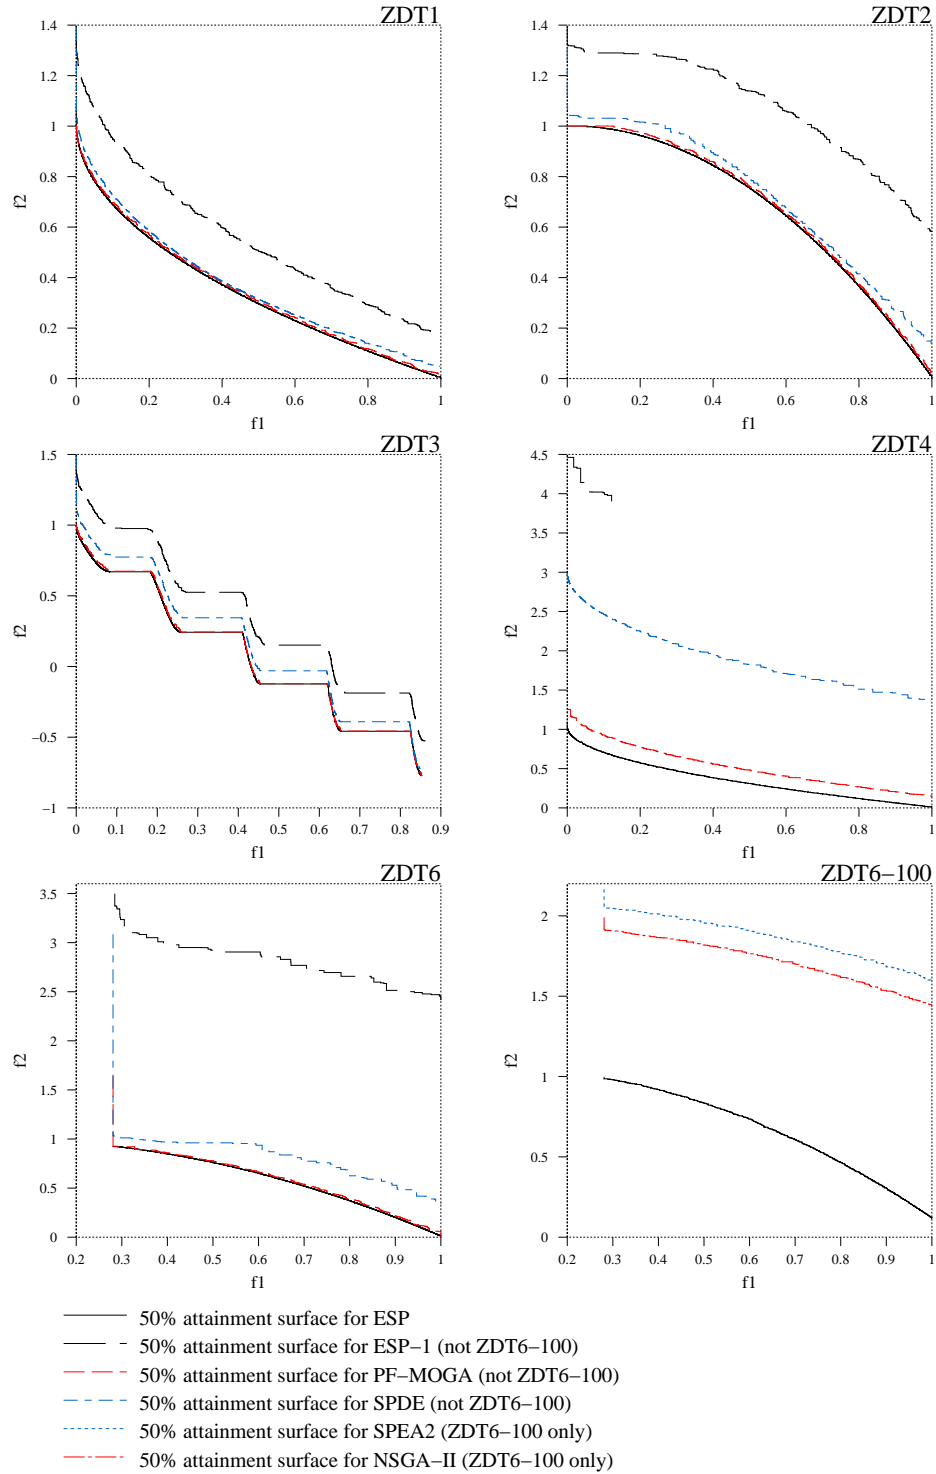 ZDT1
1.4
1.2
1
0.8
0.6
0.4
0.2
0
f2
0 0.2 0.4 0.6 0.8 1
f1
ZDT2
1.4
1.2
1
0.8
0.6
0.4
0.2
0
f2
0 0.2 0.4 0.6 0.8 1
f1
ZDT3
1.5
1
0.5
0
−0.5
−1
f2
0 0.1 0.2 0.3 0.4 0.5 0.6 0.7 0.8 0.9
f1
ZDT4
4.5
4
3.5
3
2.5
2
1.5
1
0.5
0
f2
0 0.2 0.4 0.6 0.8 1
f1
ZDT6
3.5
3
2.5
2
1.5
1
0.5
0
f2
0.2 0.3 0.4 0.5 0.6 0.7 0.8 0.9 1
f1
ZDT6−100
2
1.5
1
0.5
0
f2
0.2 0.3 0.4 0.5 0.6 0.7 0.8 0.9 1
f1
50% attainment surface for ESP
50% attainment surface for ESP−1 (not ZDT6−100)
50% attainment surface for PF−MOGA (not ZDT6−100)
50% attainment surface for SPDE (not ZDT6−100)
50% attainment surface for SPEA2 (ZDT6−100 only)
50% attainment surface for NSGA−II (ZDT6−100 only)